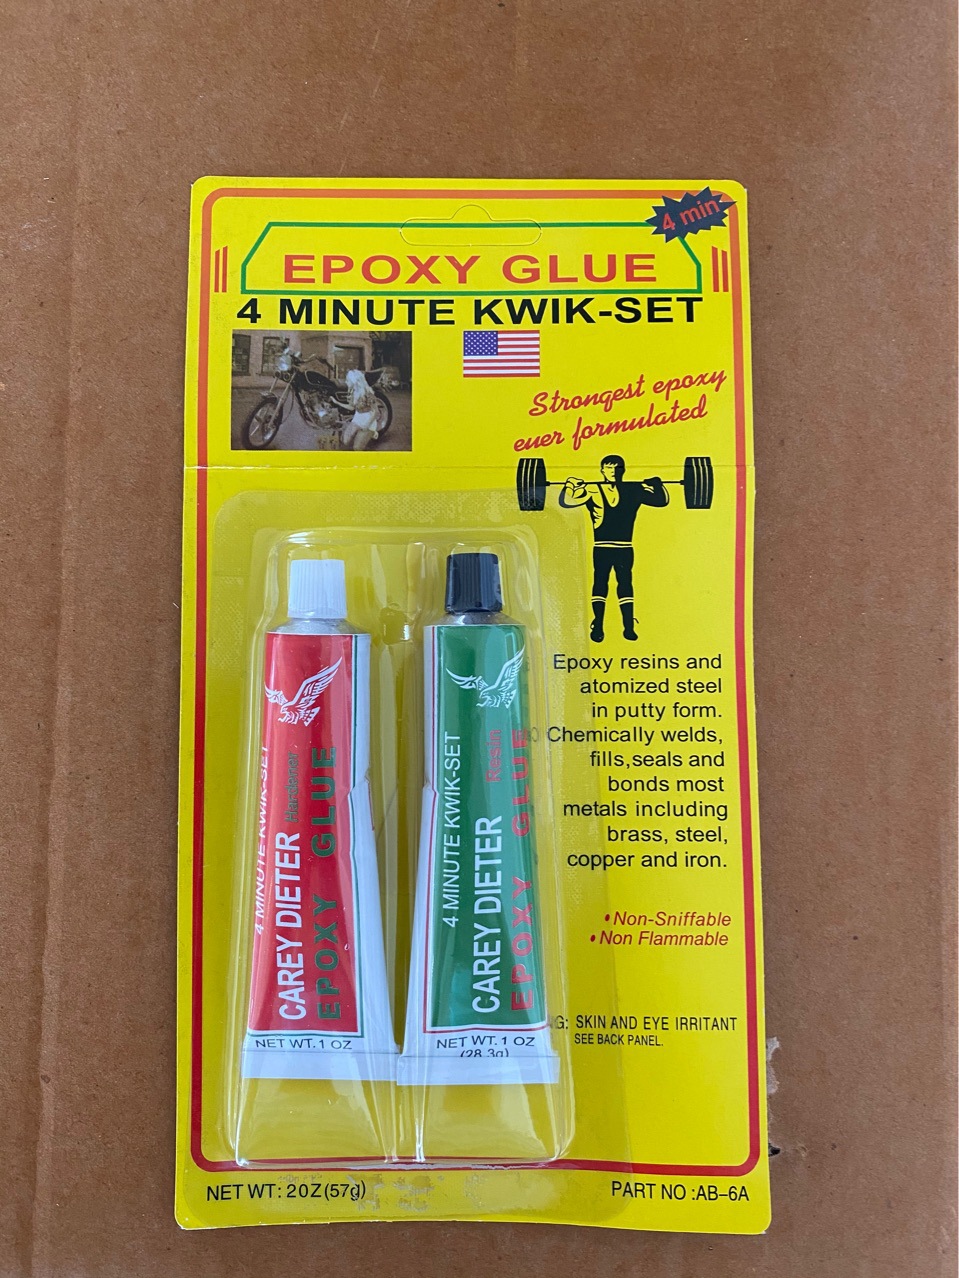 4 min
EPOXY GLUE
4 MINUTE KWIK-SET
Strongest epoxy
ever formulated
Epoxy resins and
atomized steel
in putty form.
Chemically welds,
fills,seals and
bonds most
metals including
brass, steel,
copper and iron.
•Non-Sniffable
•Non Flammable
G: SKIN AND EYE IRRITANT
SEE BACK PANEL.
4 MINUTE KWIK-SET
CAREY DIETER Hardener
EPOXY GLUE
NET WT. 1 OZ
4 MINUTE KWIK-SET
CAREY DIETER Resin
EPOXY GLUE
NET WT. 1 OZ
(28.3g)
NET WT: 2OZ(57g)
PART NO :AB-6A